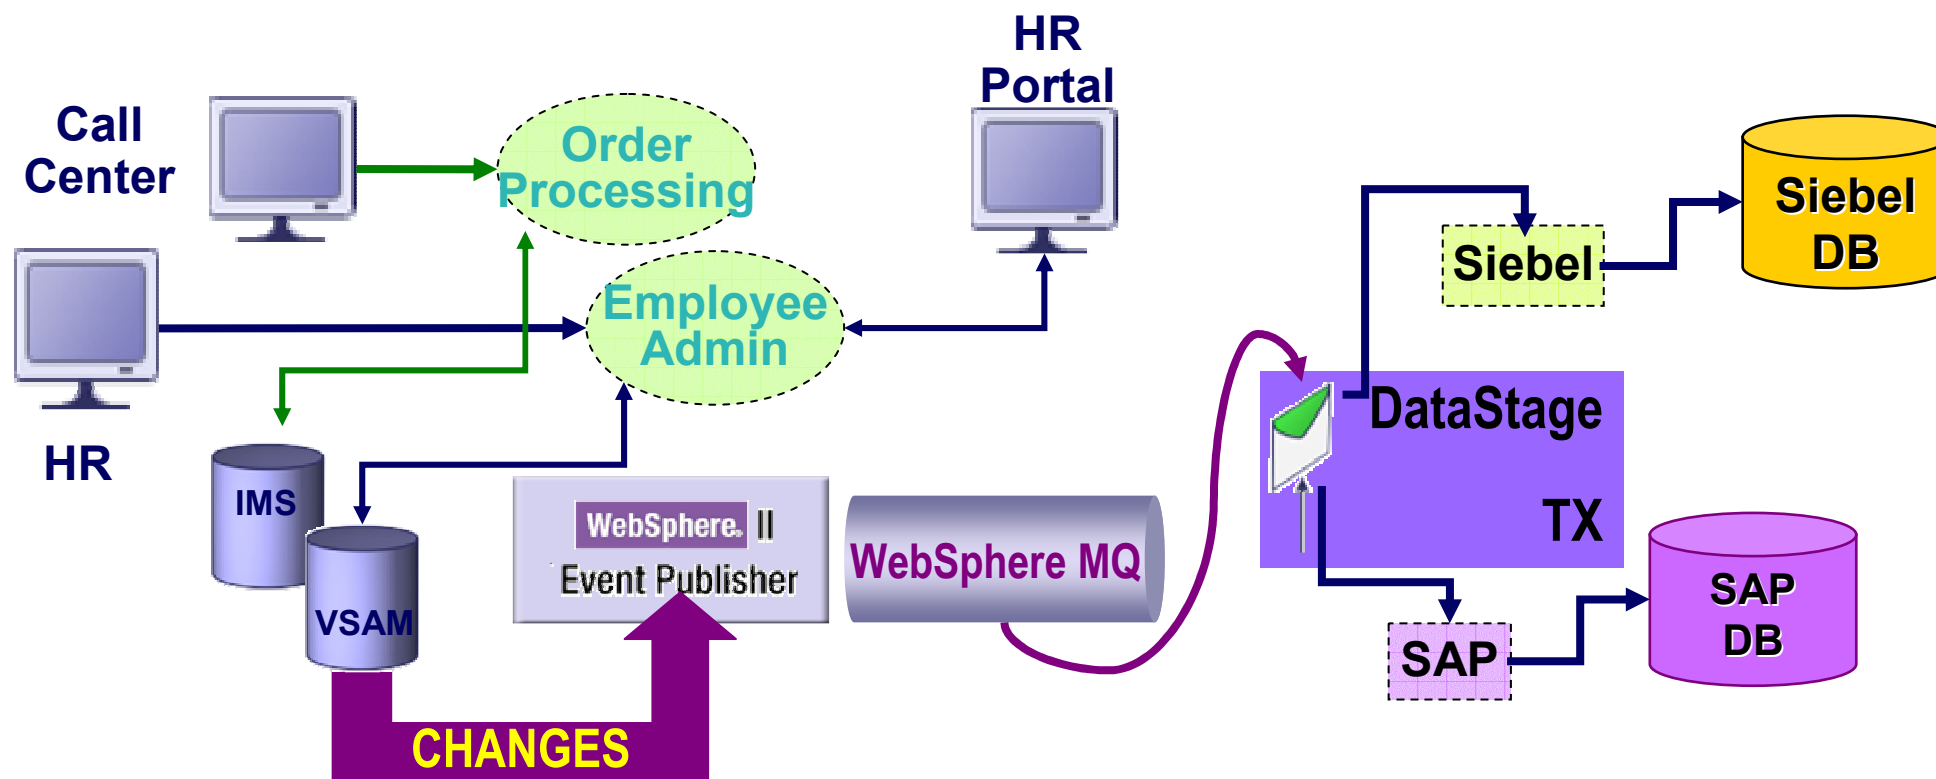 HR
Portal
Call
Center
Order
Processing
Siebel
DB
Siebel
Employee
Admin
HR
DataStage
TX
IMS
VSAM
WebSphere. II
Event Publisher
WebSphere MQ
SAP
DB
SAP
CHANGES